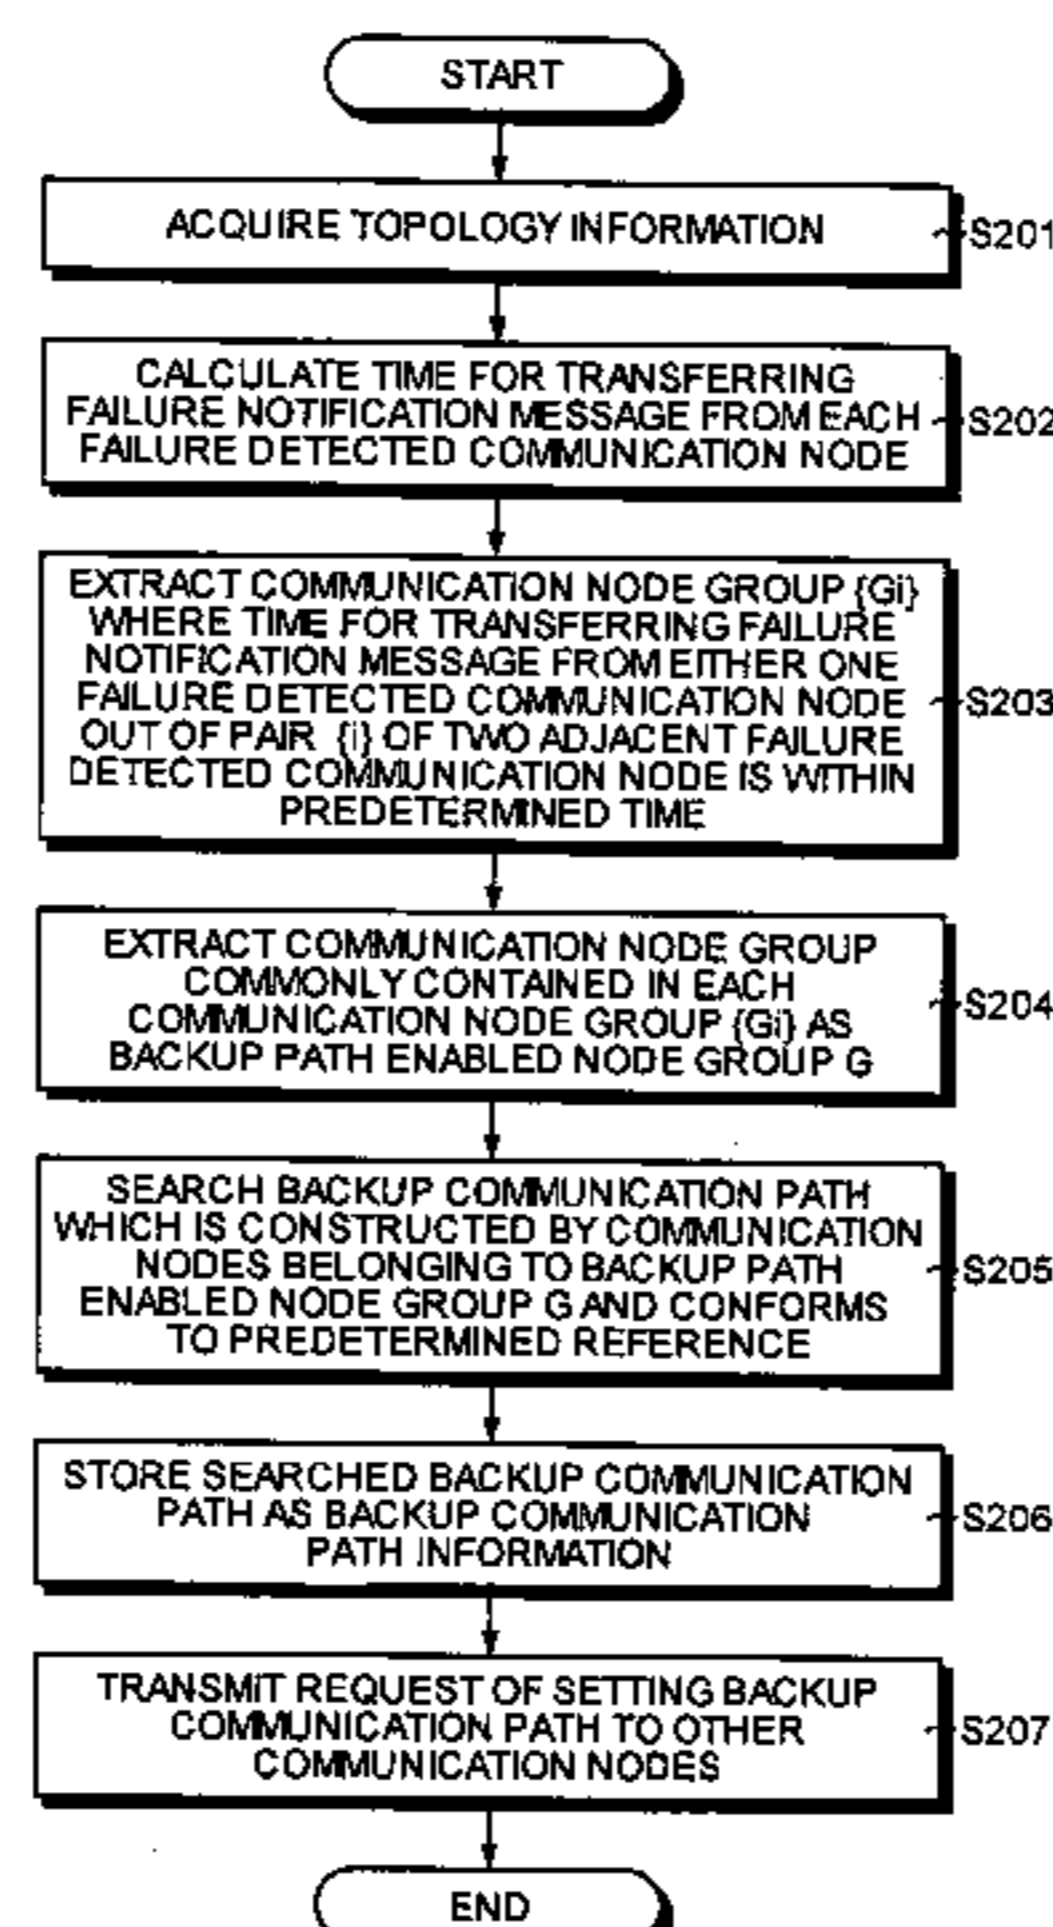 START
ACQUIRE TOPOLOGY INFORMATION
S201
CALCULATE TIME FOR TRANSFERRING
FAILURE NOTIFICATION MESSAGE FROM EACH
FAILURE DETECTED COMMUNICATION NODE
S202
EXTRACT COMMUNICATION NODE GROUP {Gi}
WHERE TIME FOR TRANSFERRING FAILURE
NOTIFICATION MESSAGE FROM EITHER ONE
FAILURE DETECTED COMMUNICATION NODE
OUT OF PAIR {i} OF TWO ADJACENT FAILURE
DETECTED COMMUNICATION NODE IS WITHIN
PREDETERMINED TIME
S203
EXTRACT COMMUNICATION NODE GROUP
COMMONLY CONTAINED IN EACH
COMMUNICATION NODE GROUP {Gi} AS
BACKUP PATH ENABLED NODE GROUP G
S204
SEARCH BACKUP COMMUNICATION PATH
WHICH IS CONSTRUCTED BY COMMUNICATION
NODES BELONGING TO BACKUP PATH
ENABLED NODE GROUP G AND CONFORMS
TO PREDETERMINED REFERENCE
S205
STORE SEARCHED BACKUP COMMUNICATION
PATH AS BACKUP COMMUNICATION
PATH INFORMATION
S206
TRANSMIT REQUEST OF SETTING BACKUP
COMMUNICATION PATH TO OTHER
COMMUNICATION NODES
S207
END